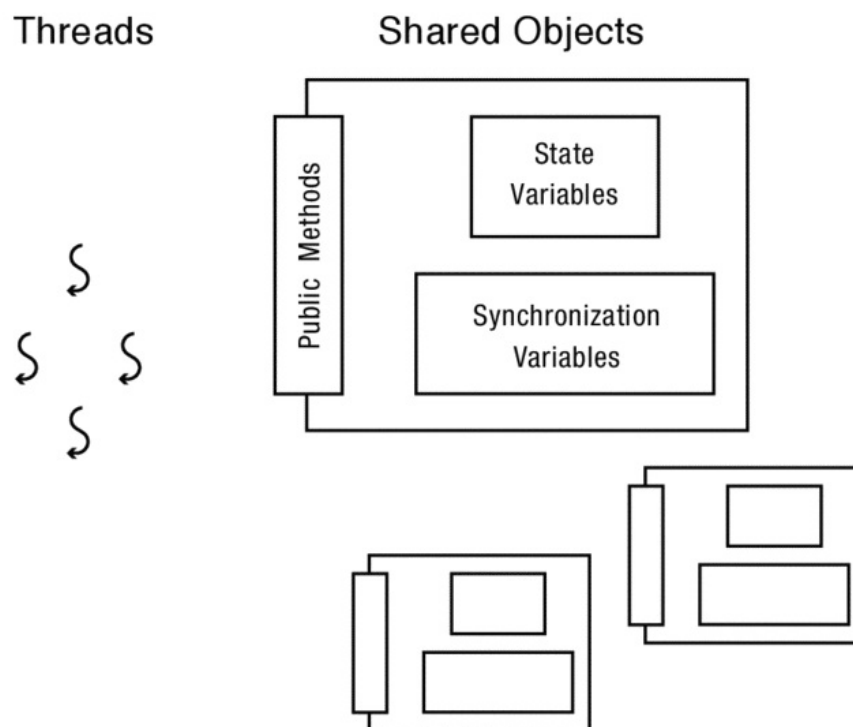 Threads
Shared Objects
Public Methods
State
Variables
Synchronization
Variables